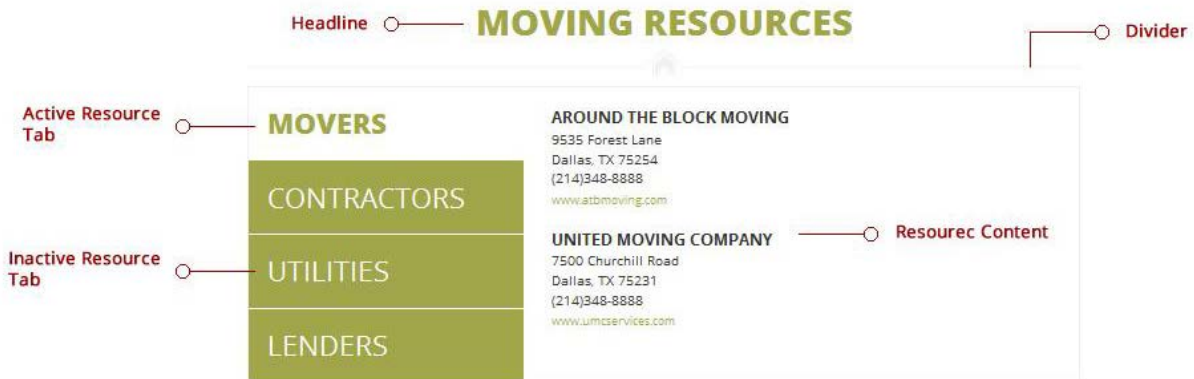 Headline
MOVING RESOURCES
Divider
Active Resource
Tab
MOVERS
CONTRACTORS
Inactive Resource
Tab
UTILITIES
LENDERS
AROUND THE BLOCK MOVING
9535 Forest Lane
Dallas, TX 75254
(214)348-8888
www.atbmoving.com
UNITED MOVING COMPANY
7500 Churchill Road
Dallas, TX 75231
(214)348-8888
www.umcservices.com
Resourec Content